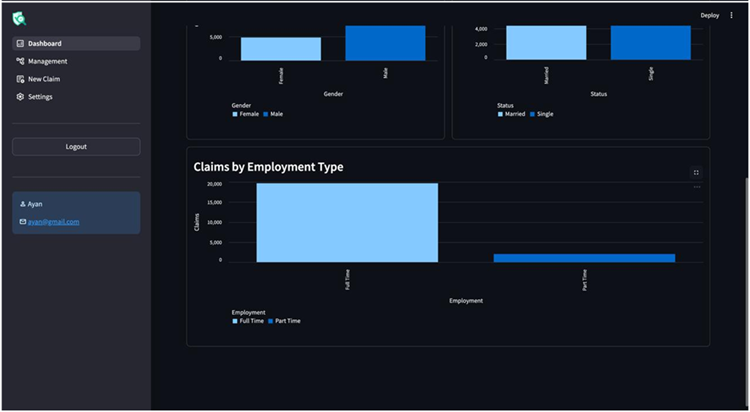 Deploy
Dashboard
Management
New Claim
Settings
Logout
Ayan
ayan@gmail.com
5,000
0
Female
Male
Gender
Gender
Female Male
4,000
2,000
0
Married
Single
Status
Status
Married Single
Claims by Employment Type
20,000
15,000
10,000
5,000
0
Claims
Full Time
Part Time
Employment
Employment
Full Time Part Time